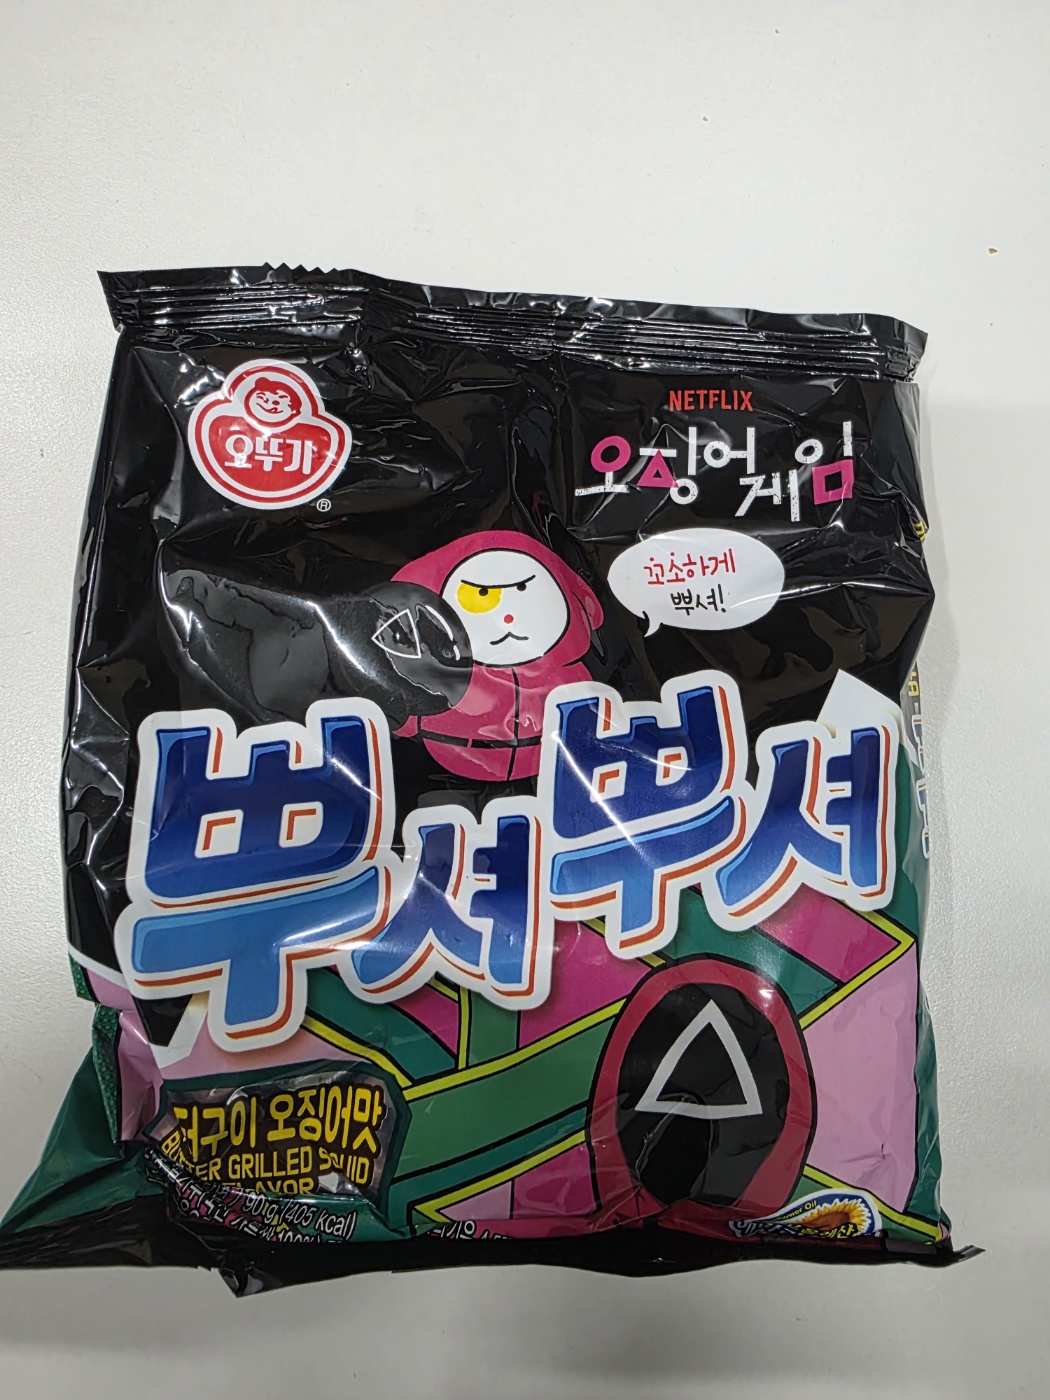 오뚜기
®
NETFLIX
오징어게임
꼬소하게
뿌셔!
뿌셔뿌셔
터구이 오징어맛
BUTTER GRILLED SQUID
FLAVOR
90g (405 kcal)